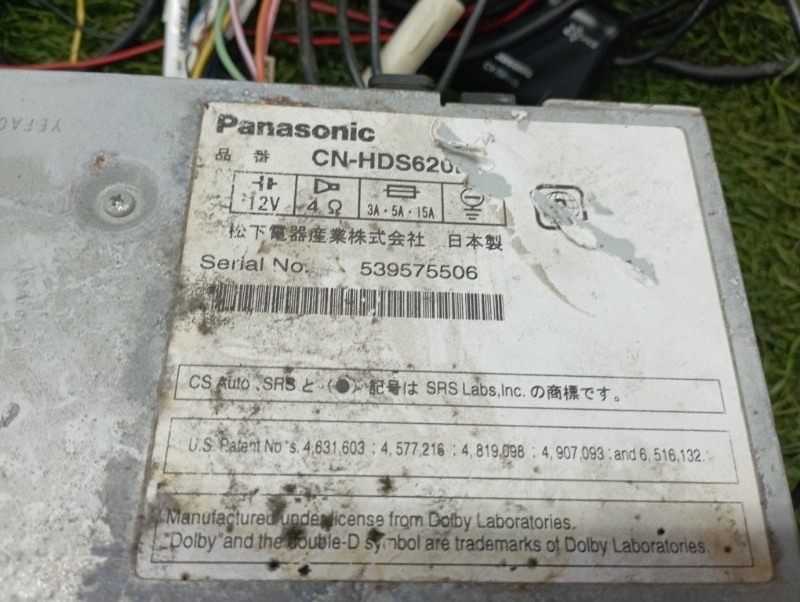 Panasonic
品番 CN-HDS620
12V 4Ω 3A・5A・15A
松下電器産業株式会社 日本製
Serial No. 539575506
CS Auto、SRSと(●)記号は SRS Labs,Inc. の商標です。
U.S. Patent No's. 4,631,603 ; 4,577,216 ; 4,819,098 ; 4,907,093 ; and 6,516,132.
Manufactured under license from Dolby Laboratories.
"Dolby" and the double-D symbol are trademarks of Dolby Laboratories.